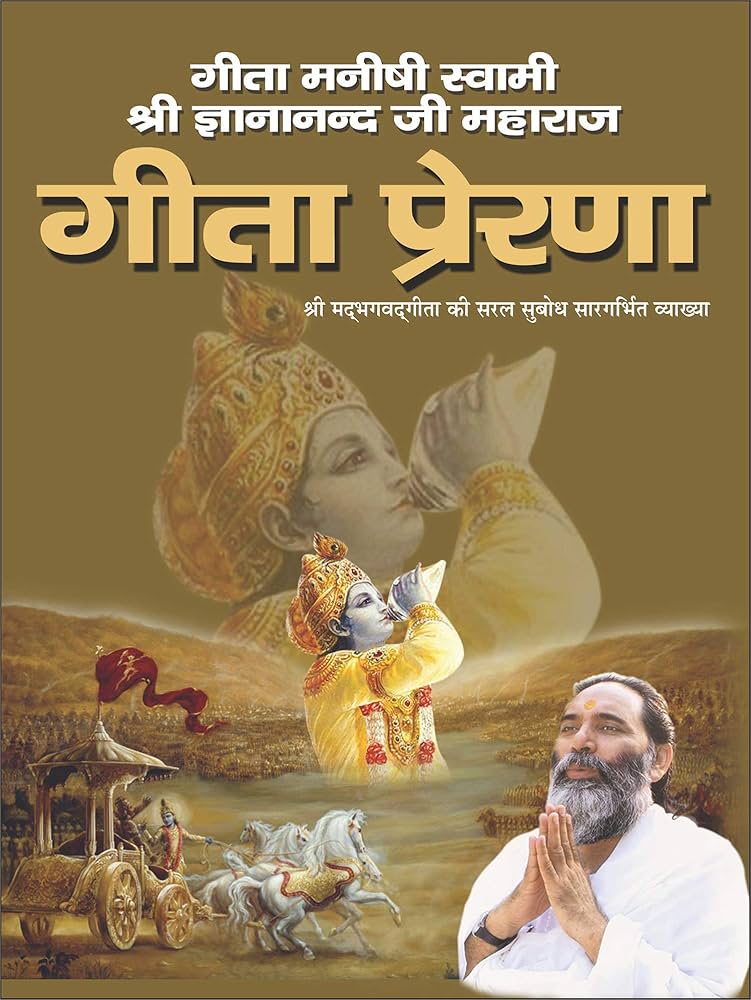 गीता मनीषी स्वामी
श्री ज्ञानानन्द जी महाराज
गीता प्रेरणा
श्री मद्भगवद्गीता की सरल सुबोध सारगर्भित व्याख्या